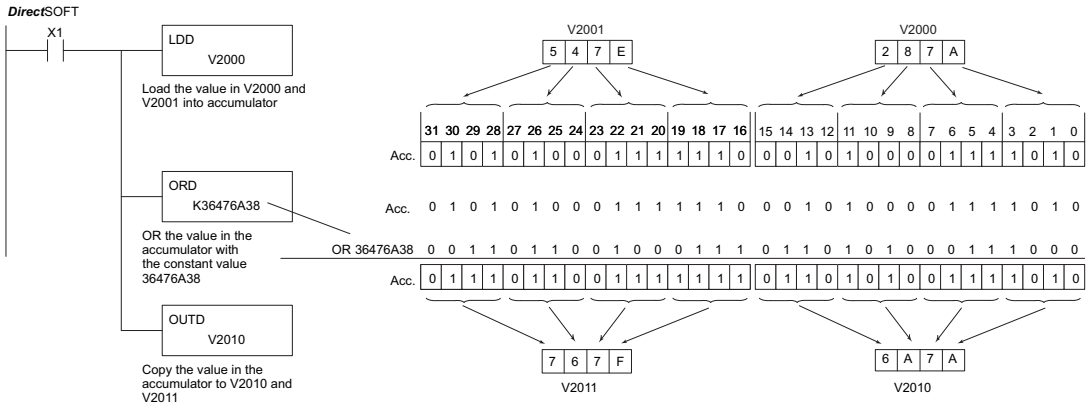 DirectSOFT
X1
LDD
V2000
Load the value in V2000 and
V2001 into accumulator
ORD
K36476A38
OR the value in the
accumulator with
the constant value
36476A38
OUTD
V2010
Copy the value in the
accumulator to V2010 and
V2011
V2001 V2000
5 4 7 E 2 8 7 A
31 30 29 28 27 26 25 24 23 22 21 20 19 18 17 16 15 14 13 12 11 10 9 8 7 6 5 4 3 2 1 0
Acc. 0 1 0 1 0 1 0 0 0 1 1 1 1 1 1 0 0 0 1 0 1 0 0 0 0 1 1 1 1 0 1 0
Acc. 0 1 0 1 0 1 0 0 0 1 1 1 1 1 1 0 0 0 1 0 1 0 0 0 0 1 1 1 1 0 1 0
OR 36476A38 0 0 1 1 0 1 1 0 0 1 0 0 0 1 1 1 0 1 1 0 1 0 1 0 0 0 1 1 1 0 0 0
Acc. 0 1 1 1 0 1 1 0 0 1 1 1 1 1 1 1 0 1 1 0 1 0 1 0 0 1 1 1 1 0 1 0
7 6 7 F 6 A 7 A
V2011 V2010